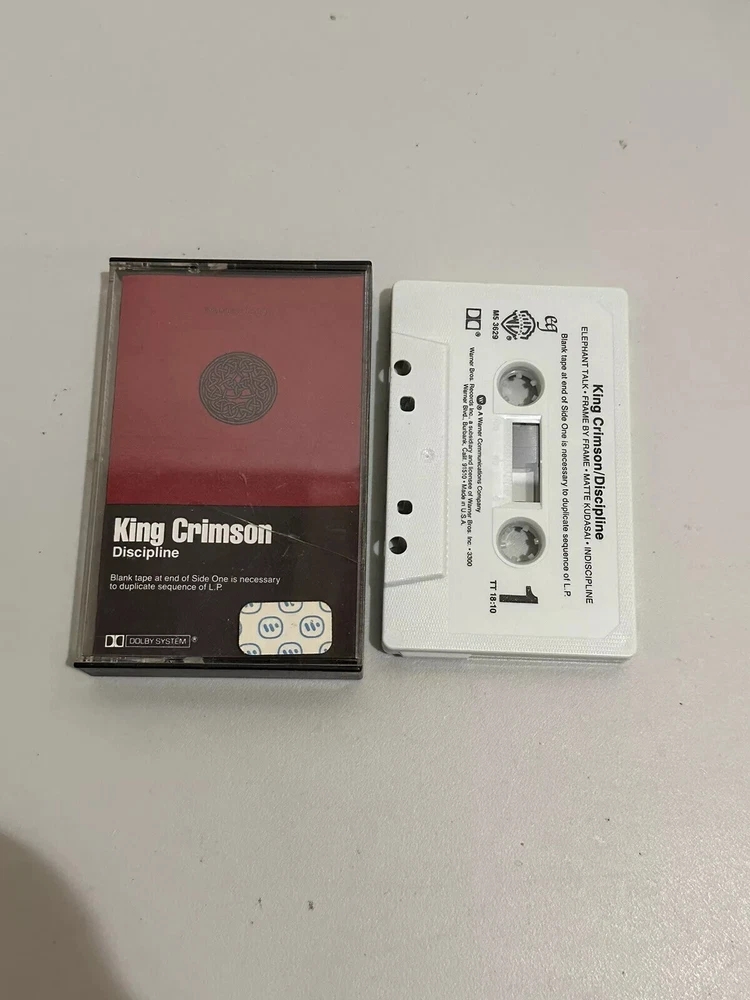 King Crimson
Discipline
Blank tape at end of Side One is necessary
to duplicate sequence of L.P.
DOLBY SYSTEM®
King Crimson/Discipline
ELEPHANT TALK • FRAME BY FRAME • MATTE KUDASAI • INDISCIPLINE
Blank tape at end of Side One is necessary to duplicate sequence of L.P.
eg
WB
®
M5 3629
®
1
TT 18:10
A Warner Communications Company
Warner Bros. Records Inc., a subsidiary and licensee of Warner Bros. Inc. • 3300
Warner Blvd., Burbank, Calif. 91510 • Made in U.S.A.